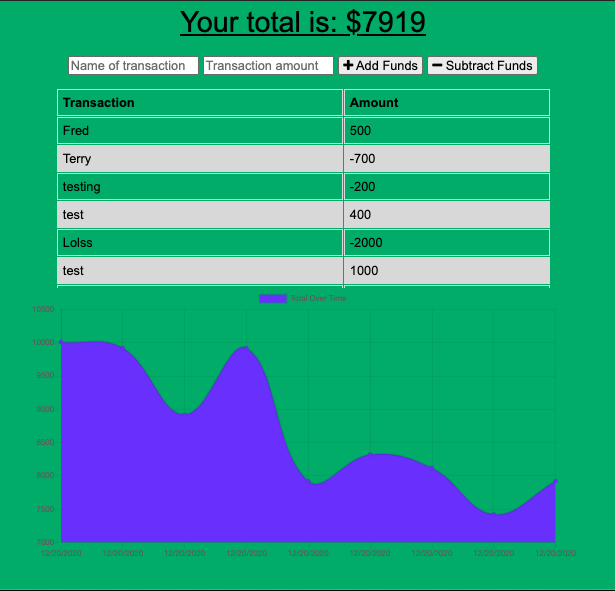 Your total is: $7919
Name of transaction Transaction amount + Add Funds − Subtract Funds
Transaction Amount
Fred 500
Terry -700
testing -200
test 400
Lolss -2000
test 1000
Total Over Time
10500
10000
9500
9000
8500
8000
7500
7000
12/20/2020 12/20/2020 12/20/2020 12/20/2020 12/20/2020 12/20/2020 12/20/2020 12/20/2020 12/20/2020